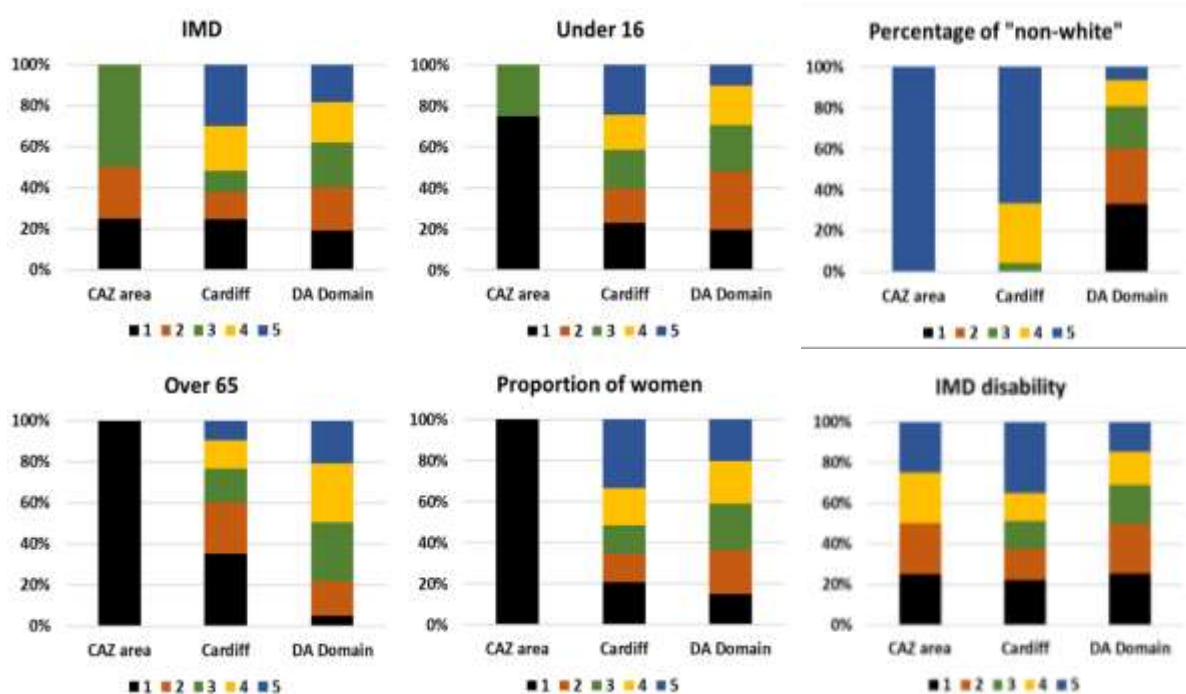 IMD
100%
80%
60%
40%
20%
0%
CAZ area Cardiff DA Domain
1 2 3 4 5
Under 16
100%
80%
60%
40%
20%
0%
CAZ area Cardiff DA Domain
1 2 3 4 5
Percentage of "non-white"
100%
80%
60%
40%
20%
0%
CAZ area Cardiff DA Domain
1 2 3 4 5
Over 65
100%
80%
60%
40%
20%
0%
CAZ area Cardiff DA Domain
1 2 3 4 5
Proportion of women
100%
80%
60%
40%
20%
0%
CAZ area Cardiff DA Domain
1 2 3 4 5
IMD disability
100%
80%
60%
40%
20%
0%
CAZ area Cardiff DA Domain
1 2 3 4 5